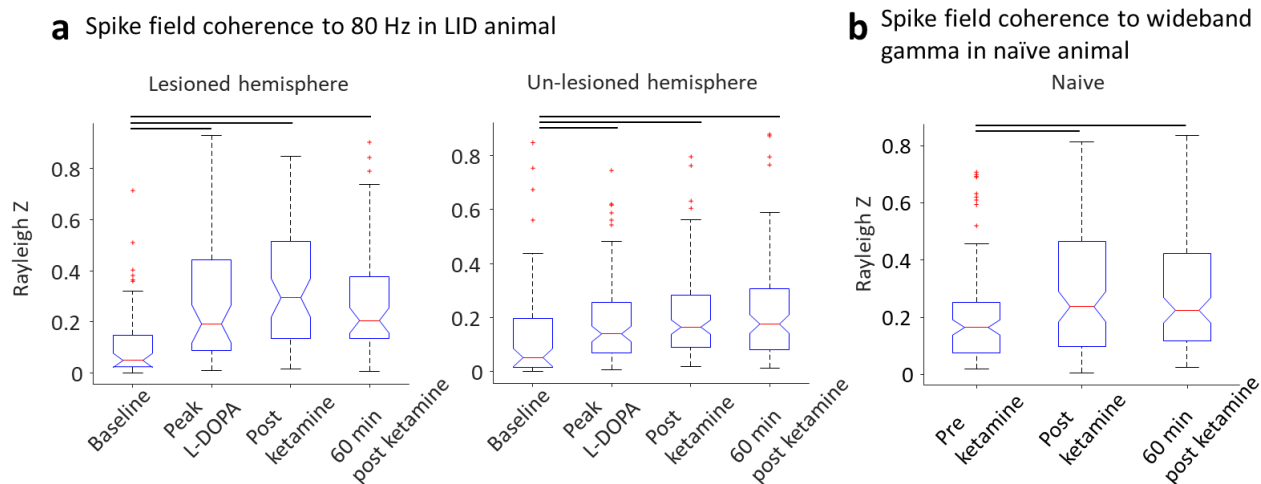 a Spike field coherence to 80 Hz in LID animal
Lesioned hemisphere
Rayleigh Z
0.8
0.6
0.4
0.2
0
Baseline
Peak
L-DOPA
Post
ketamine
60 min
post ketamine
Un-lesioned hemisphere
0.8
0.6
0.4
0.2
0
Baseline
Peak
L-DOPA
Post
ketamine
60 min
post ketamine
b Spike field coherence to wideband
gamma in naïve animal
Naive
Rayleigh Z
0.8
0.6
0.4
0.2
0
Pre
ketamine
Post
ketamine
60 min
post ketamine